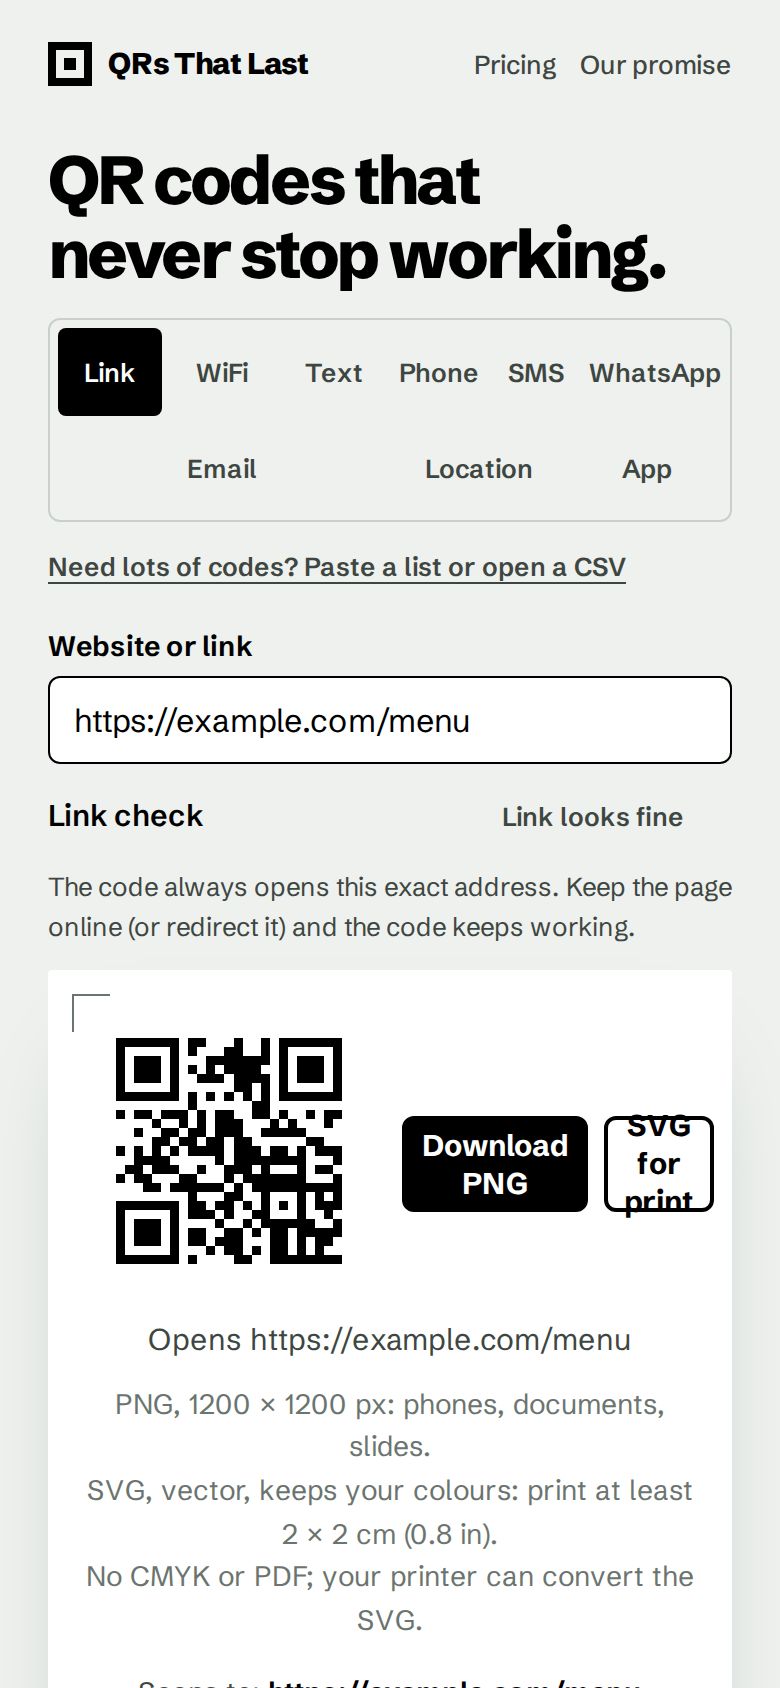 QRs That Last
Pricing Our promise
QR codes that
never stop working.
Link WiFi Text Phone SMS WhatsApp
Email Location App
Need lots of codes? Paste a list or open a CSV
Website or link
https://example.com/menu
Link check Link looks fine
The code always opens this exact address. Keep the page
online (or redirect it) and the code keeps working.
Download
PNG
SVG
for
print
Opens https://example.com/menu
PNG, 1200 × 1200 px: phones, documents,
slides.
SVG, vector, keeps your colours: print at least
2 × 2 cm (0.8 in).
No CMYK or PDF; your printer can convert the
SVG.